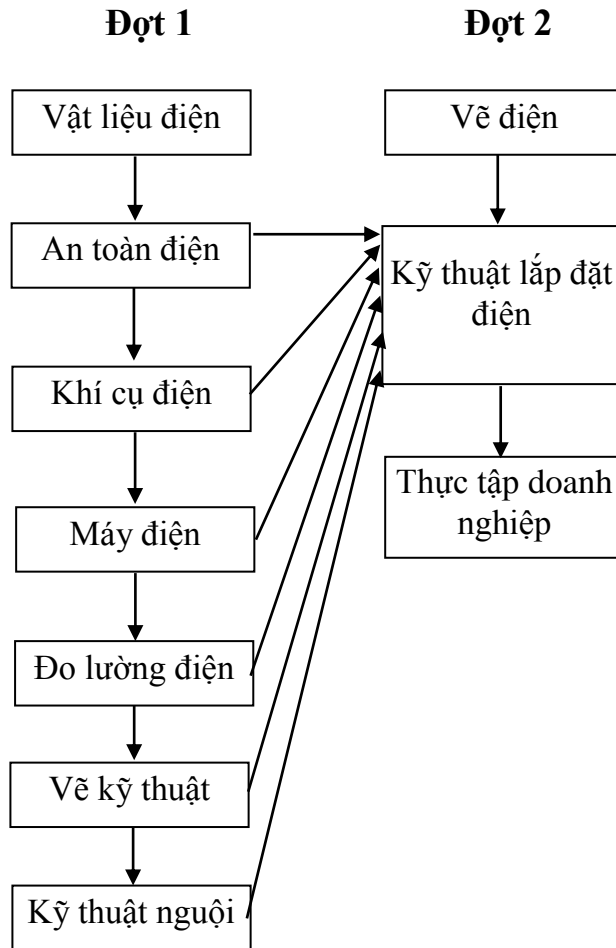 Đợt 1
Đợt 2
Vật liệu điện
Vẽ điện
An toàn điện
Kỹ thuật lắp đặt
điện
Khí cụ điện
Máy điện
Thực tập doanh
nghiệp
Đo lường điện
Vẽ kỹ thuật
Kỹ thuật nguội